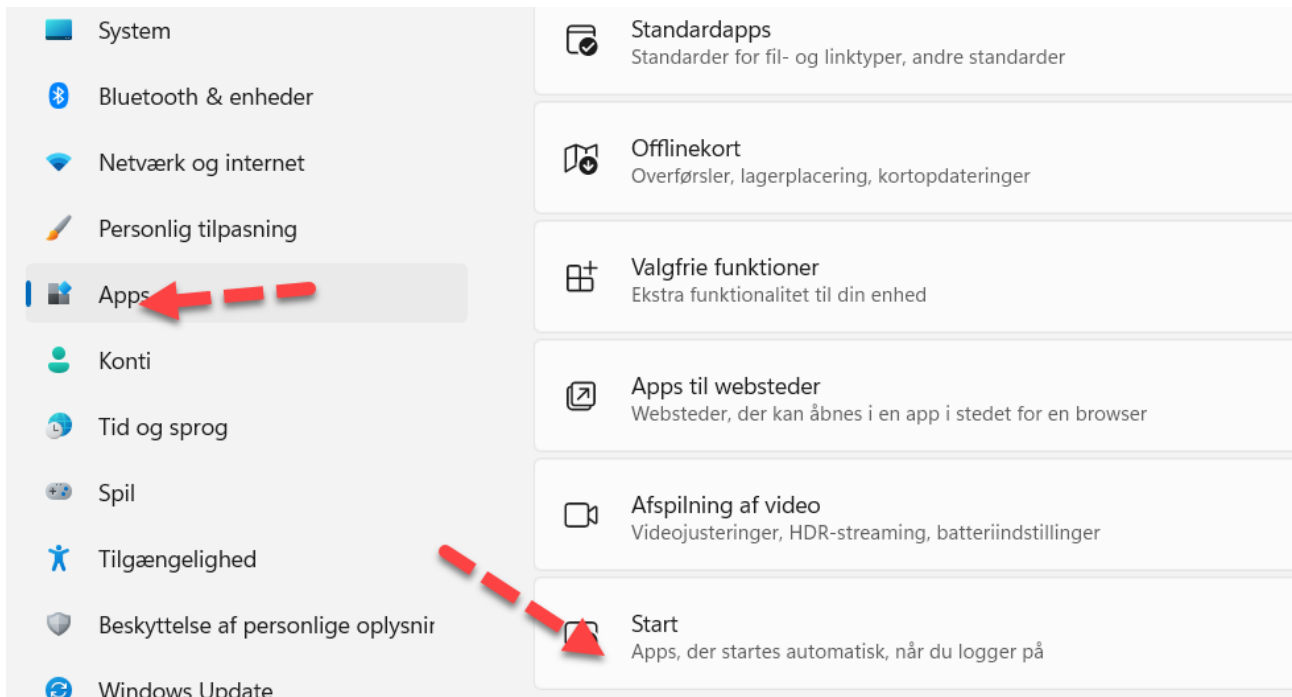 System
Bluetooth & enheder
Netværk og internet
Personlig tilpasning
Apps
Konti
Tid og sprog
Spil
Tilgængelighed
Beskyttelse af personlige
Windows Update
Standardapps
Standarder for fil- og linktyper, andre standarder
Offlinekort
Overførsler, lagerplacering, kortopdateringer
Valgfrie funktioner
Ekstra funktionalitet til din enhed
Apps til websteder
Websteder, der kan åbnes i en app i stedet for en browser
Afspilning af video
Videojusteringer, HDR-streaming, batteriindstillinger
Start
Apps, der startes automatisk, når du logger på